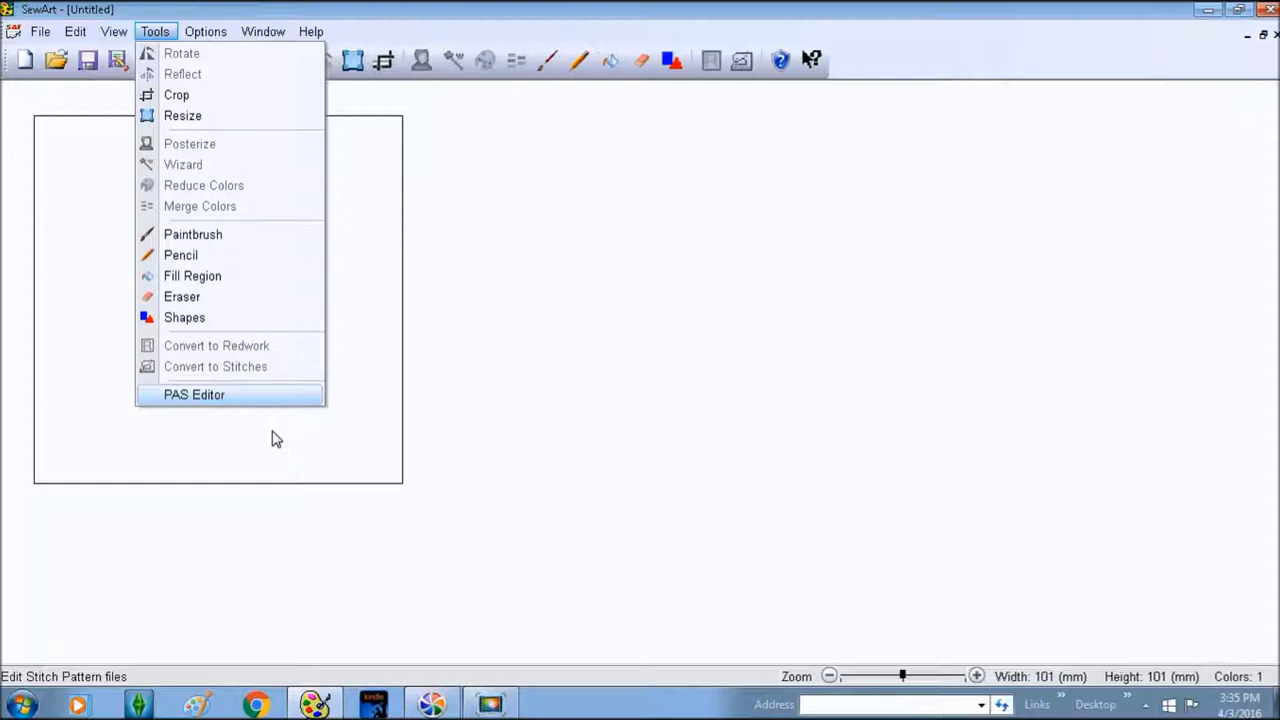 SewArt - [Untitled]
File Edit View Tools Options Window Help
Rotate
Reflect
Crop
Resize
Posterize
Wizard
Reduce Colors
Merge Colors
Paintbrush
Pencil
Fill Region
Eraser
Shapes
Convert to Redwork
Convert to Stitches
PAS Editor
Edit Stitch Pattern files Zoom Width: 101 (mm) Height: 101 (mm) Colors: 1
kindle Address Links » Desktop » 3:35 PM
4/3/2016